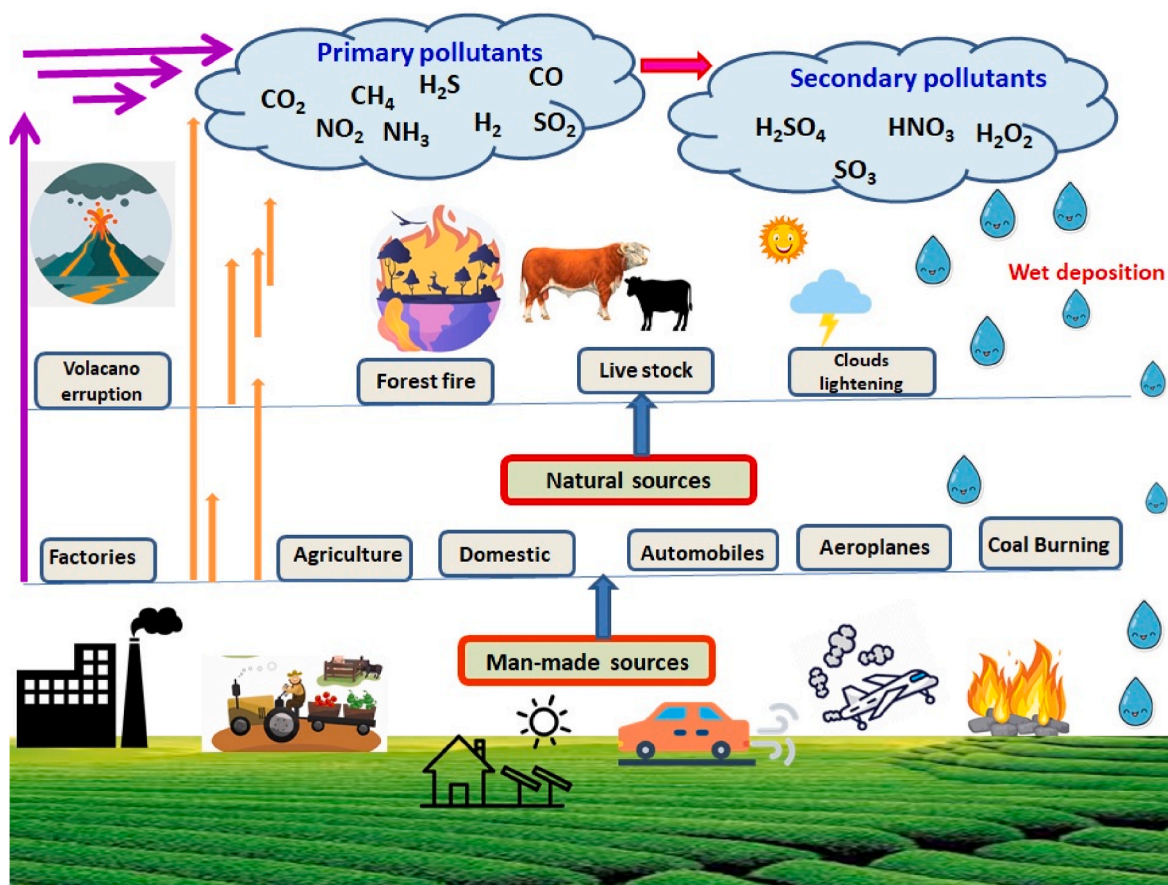 Primary pollutants
CO₂
CH₄
H₂S
CO
NO₂
NH₃
H₂
SO₂
Secondary pollutants
H₂SO₄
HNO₃
H₂O₂
SO₃
Wet deposition
Volacano
erruption
Forest fire
Live stock
Clouds
lightening
Natural sources
Factories
Agriculture
Domestic
Automobiles
Aeroplanes
Coal Burning
Man-made sources